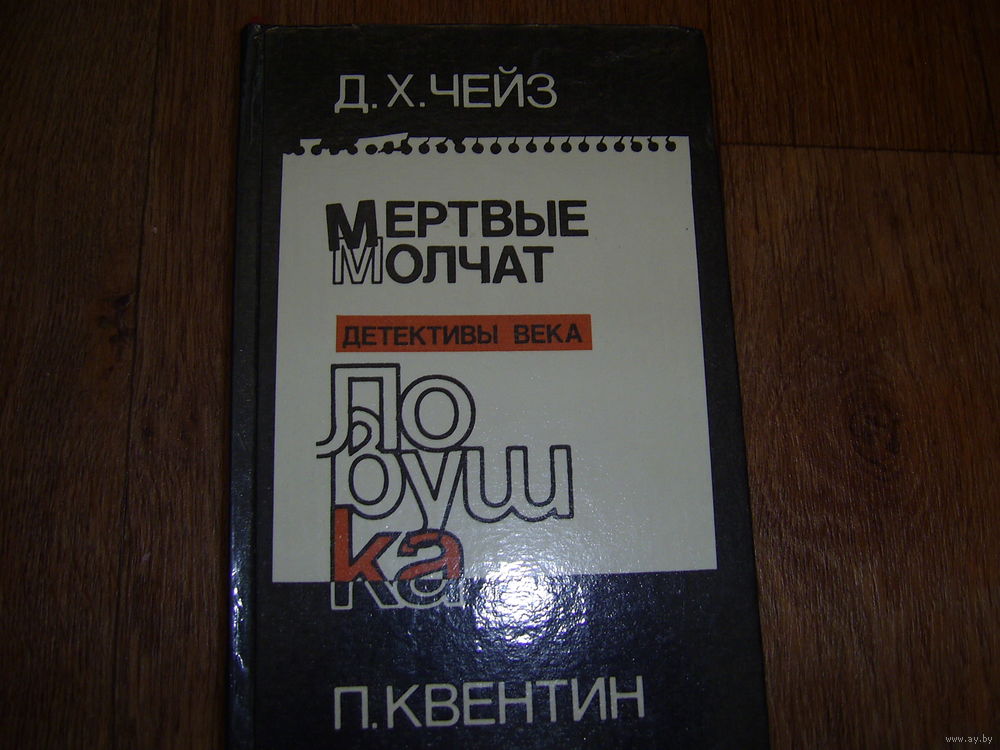 Д.Х.ЧЕЙЗ
МЕРТВЫЕ
МОЛЧАТ
ДЕТЕКТИВЫ ВЕКА
Ло
вуш
ка
П.КВЕНТИН
www.ay.by